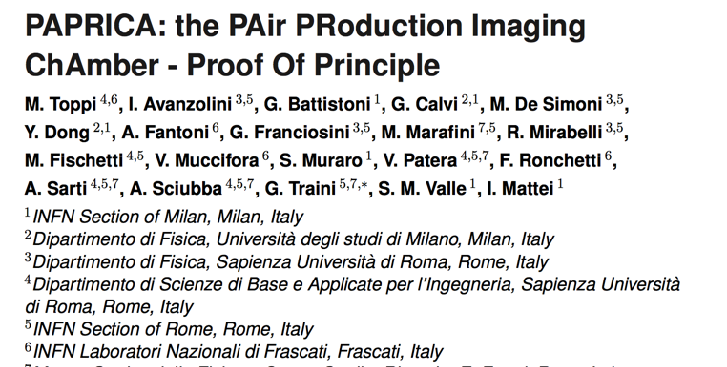 PAPRICA: the PAir PRoduction Imaging
ChAmber - Proof Of Principle
M. Toppi 4,6, I. Avanzolini 3,5, G. Battistoni 1, G. Calvi 2,1, M. De Simoni 3,5,
Y. Dong 2,1, A. Fantoni 6, G. Franciosini 3,5, M. Marafini 7,5, R. Mirabelli 3,5,
M. Fischetti 4,5, V. Muccifora 6, S. Muraro 1, V. Patera 4,5,7, F. Ronchetti 6,
A. Sarti 4,5,7, A. Sciubba 4,5,7, G. Traini 5,7,*, S. M. Valle 1, I. Mattei 1
1 INFN Section of Milan, Milan, Italy
2 Dipartimento di Fisica, Università degli studi di Milano, Milan, Italy
3 Dipartimento di Fisica, Sapienza Università di Roma, Rome, Italy
4 Dipartimento di Scienze di Base e Applicate per l'Ingegneria, Sapienza Università
di Roma, Rome, Italy
5 INFN Section of Rome, Rome, Italy
6 INFN Laboratori Nazionali di Frascati, Frascati, Italy